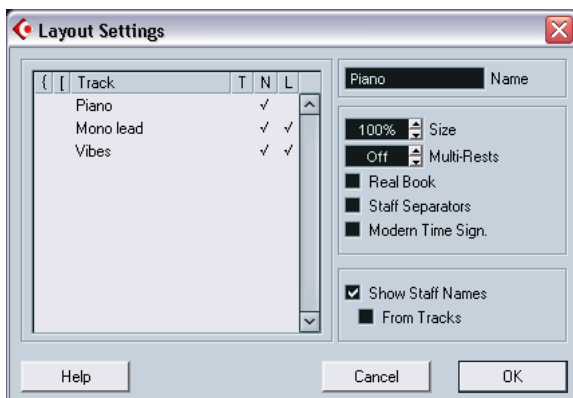 Layout Settings
{ [ Track T N L
Piano √
Mono lead √ √
Vibes √ √
Piano Name
100% Size
Off Multi-Rests
Real Book
Staff Separators
Modern Time Sign.
Show Staff Names
From Tracks
Help Cancel OK